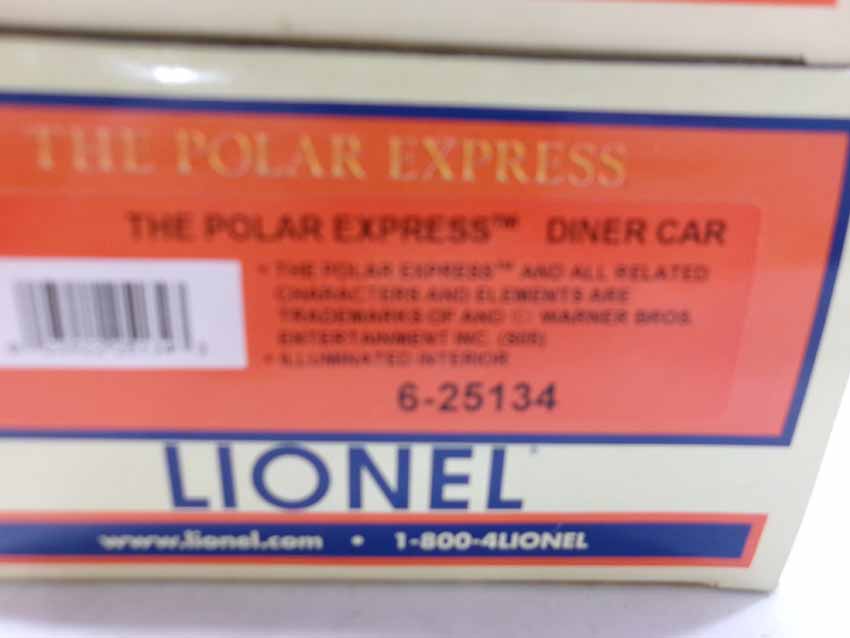 THE POLAR EXPRESS
THE POLAR EXPRESS™ DINER CAR
• THE POLAR EXPRESS™ AND ALL RELATED
CHARACTERS AND ELEMENTS ARE
TRADEMARKS OF AND © WARNER BROS.
ENTERTAINMENT INC. (S05)
• ILLUMINATED INTERIOR
6-25134
LIONEL
www.lionel.com • 1-800-4LIONEL